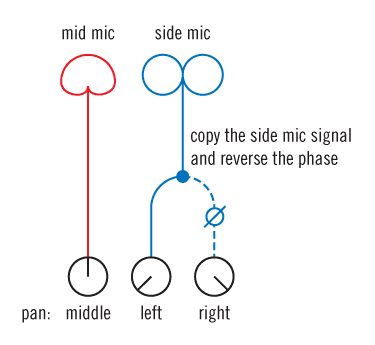 mid mic side mic
copy the side mic signal
and reverse the phase
pan: middle left right